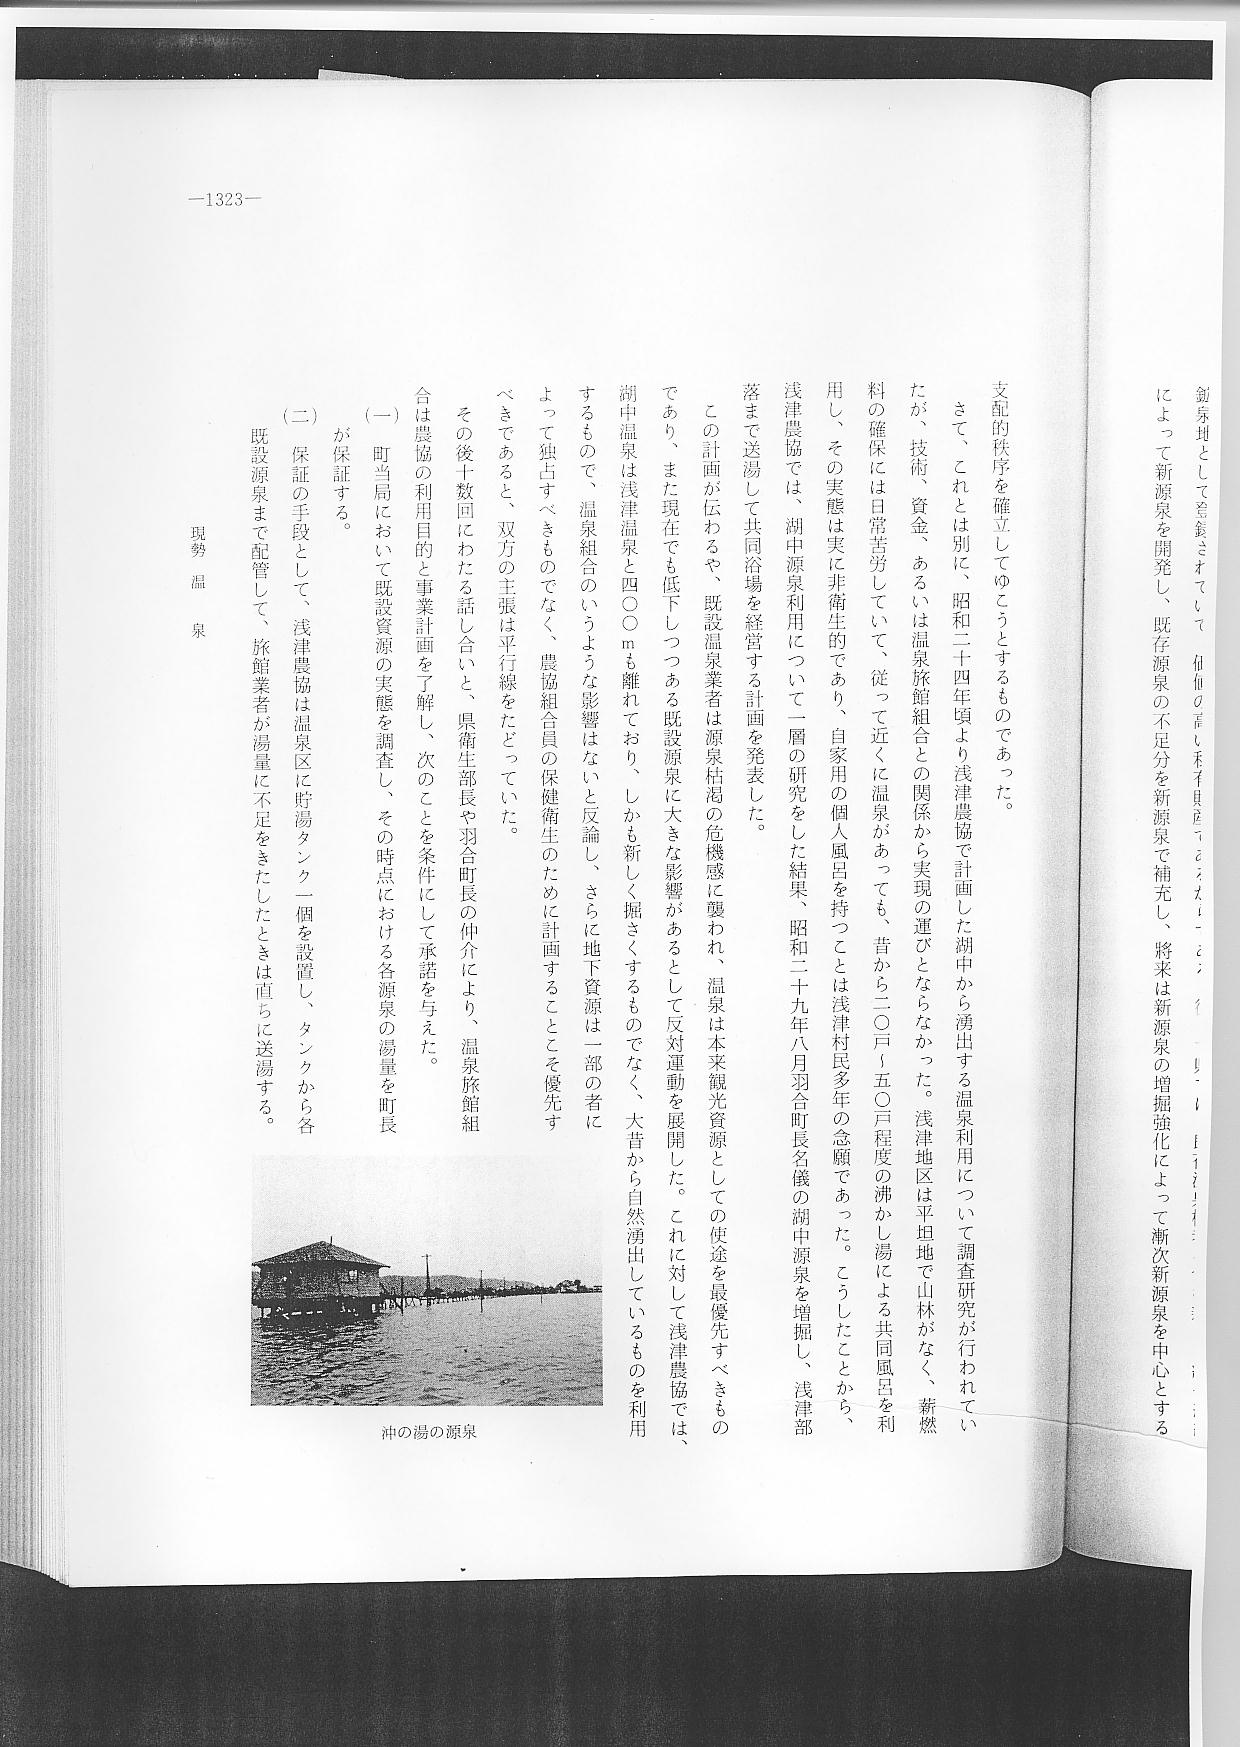 によって新源泉を開発し、既存源泉の不足分を新源泉で補充し、将来は新源泉の増掘強化によって漸次新源泉を中心とする
支配的秩序を確立してゆこうとするものであった。
さて、これとは別に、昭和二十四年頃より浅津農協で計画した湖中から湧出する温泉利用について調査研究が行われてい
たが、技術、資金、あるいは温泉旅館組合との関係から実現の運びとならなかった。浅津地区は平坦地で山林がなく、薪燃
料の確保には日常苦労していて、従って近くに温泉があっても、昔から二〇戸～五〇戸程度の沸かし湯による共同風呂を利
用し、その実態は実に非衛生的であり、自家用の個人風呂を持つことは浅津村民多年の念願であった。こうしたことから、
浅津農協では、湖中源泉利用について一層の研究をした結果、昭和二十九年八月羽合町長名儀の湖中源泉を増掘し、浅津部
落まで送湯して共同浴場を経営する計画を発表した。
この計画が伝わるや、既設温泉業者は源泉枯渇の危機感に襲われ、温泉は本来観光資源としての使途を最優先すべきもの
であり、また現在でも低下しつつある既設源泉に大きな影響があるとして反対運動を展開した。これに対して浅津農協では、
湖中温泉は浅津温泉と四〇〇mも離れており、しかも新しく掘さくするものでなく、大昔から自然湧出しているものを利用
するもので、温泉組合のいうような影響はないと反論し、さらに地下資源は一部の者に
よって独占すべきものでなく、農協組合員の保健衛生のために計画することこそ優先す
べきであると、双方の主張は平行線をたどっていた。
その後十数回にわたる話し合いと、県衛生部長や羽合町長の仲介により、温泉旅館組
合は農協の利用目的と事業計画を了解し、次のことを条件にして承諾を与えた。
（一）　町当局において既設資源の実態を調査し、その時点における各源泉の湯量を町長
が保証する。
（二）　保証の手段として、浅津農協は温泉区に貯湯タンク一個を設置し、タンクから各
既設源泉まで配管して、旅館業者が湯量に不足をきたしたときは直ちに送湯する。
沖の湯の源泉
現勢　温　泉
—1323—